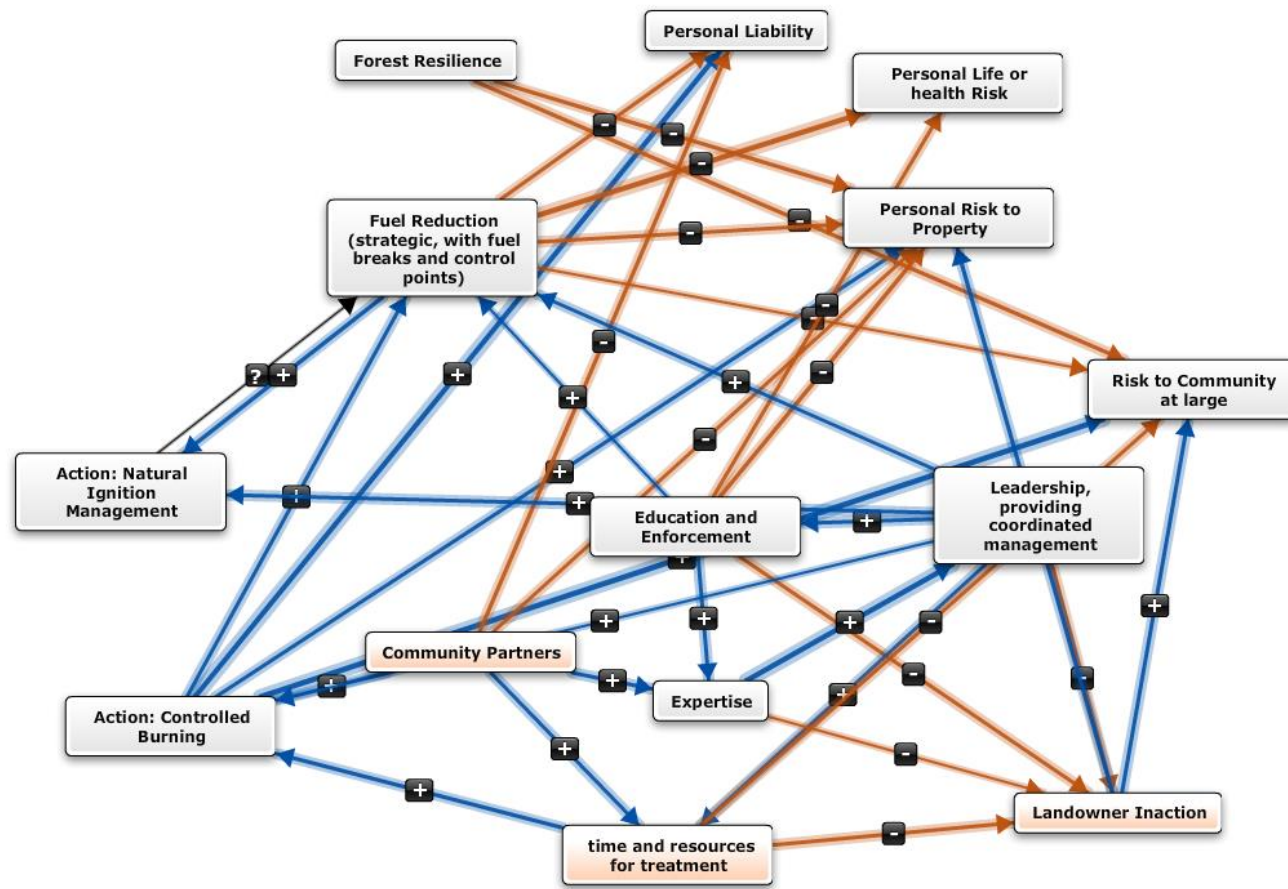 Personal Liability
Forest Resilience
Personal Life or
health Risk
-
-
-
Fuel Reduction
(strategic, with fuel
breaks and control
points)
Personal Risk to
Property
-
-
-
-
-
?
+
+
-
+
+
Risk to Community
at large
-
Action: Natural
Ignition
Management
+
+
+
Education and
Enforcement
+
Leadership,
providing
coordinated
management
+
+
+
+
-
+
Community Partners
+
+
Expertise
+
-
-
Action: Controlled
Burning
+
-
+
Landowner Inaction
-
time and resources
for treatment